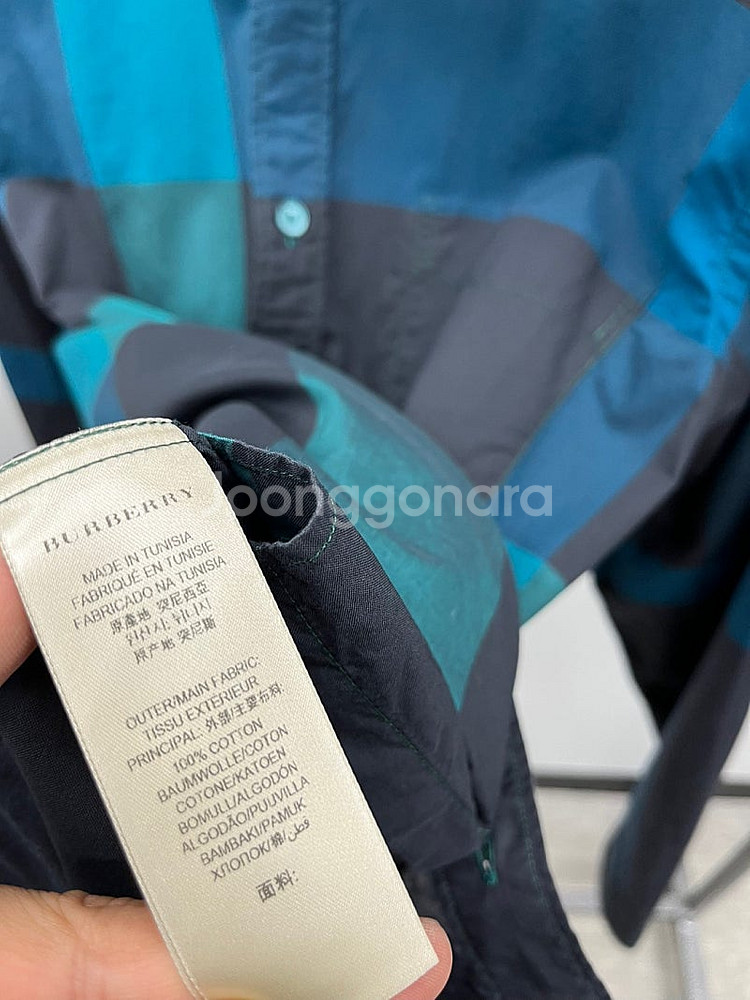 Joonggonara
BURBERRY
MADE IN TUNISIA
FABRIQUÉ EN TUNISIE
FABRICADO NA TUNISIA
原產地 突尼西亞
원산지: 튀니지
原产地 突尼斯
OUTER/MAIN FABRIC:
TISSU EXTÉRIEUR
PRINCIPAL: 外部/主要布料:
100% COTTON
BAUMWOLLE/COTON
COTONE/KATOEN
BOMULL/ALGODÓN
ALGODÃO/PUUVILLA
BAMBAKI/PAMUK
ХЛОПОК/棉/قطن
面料: